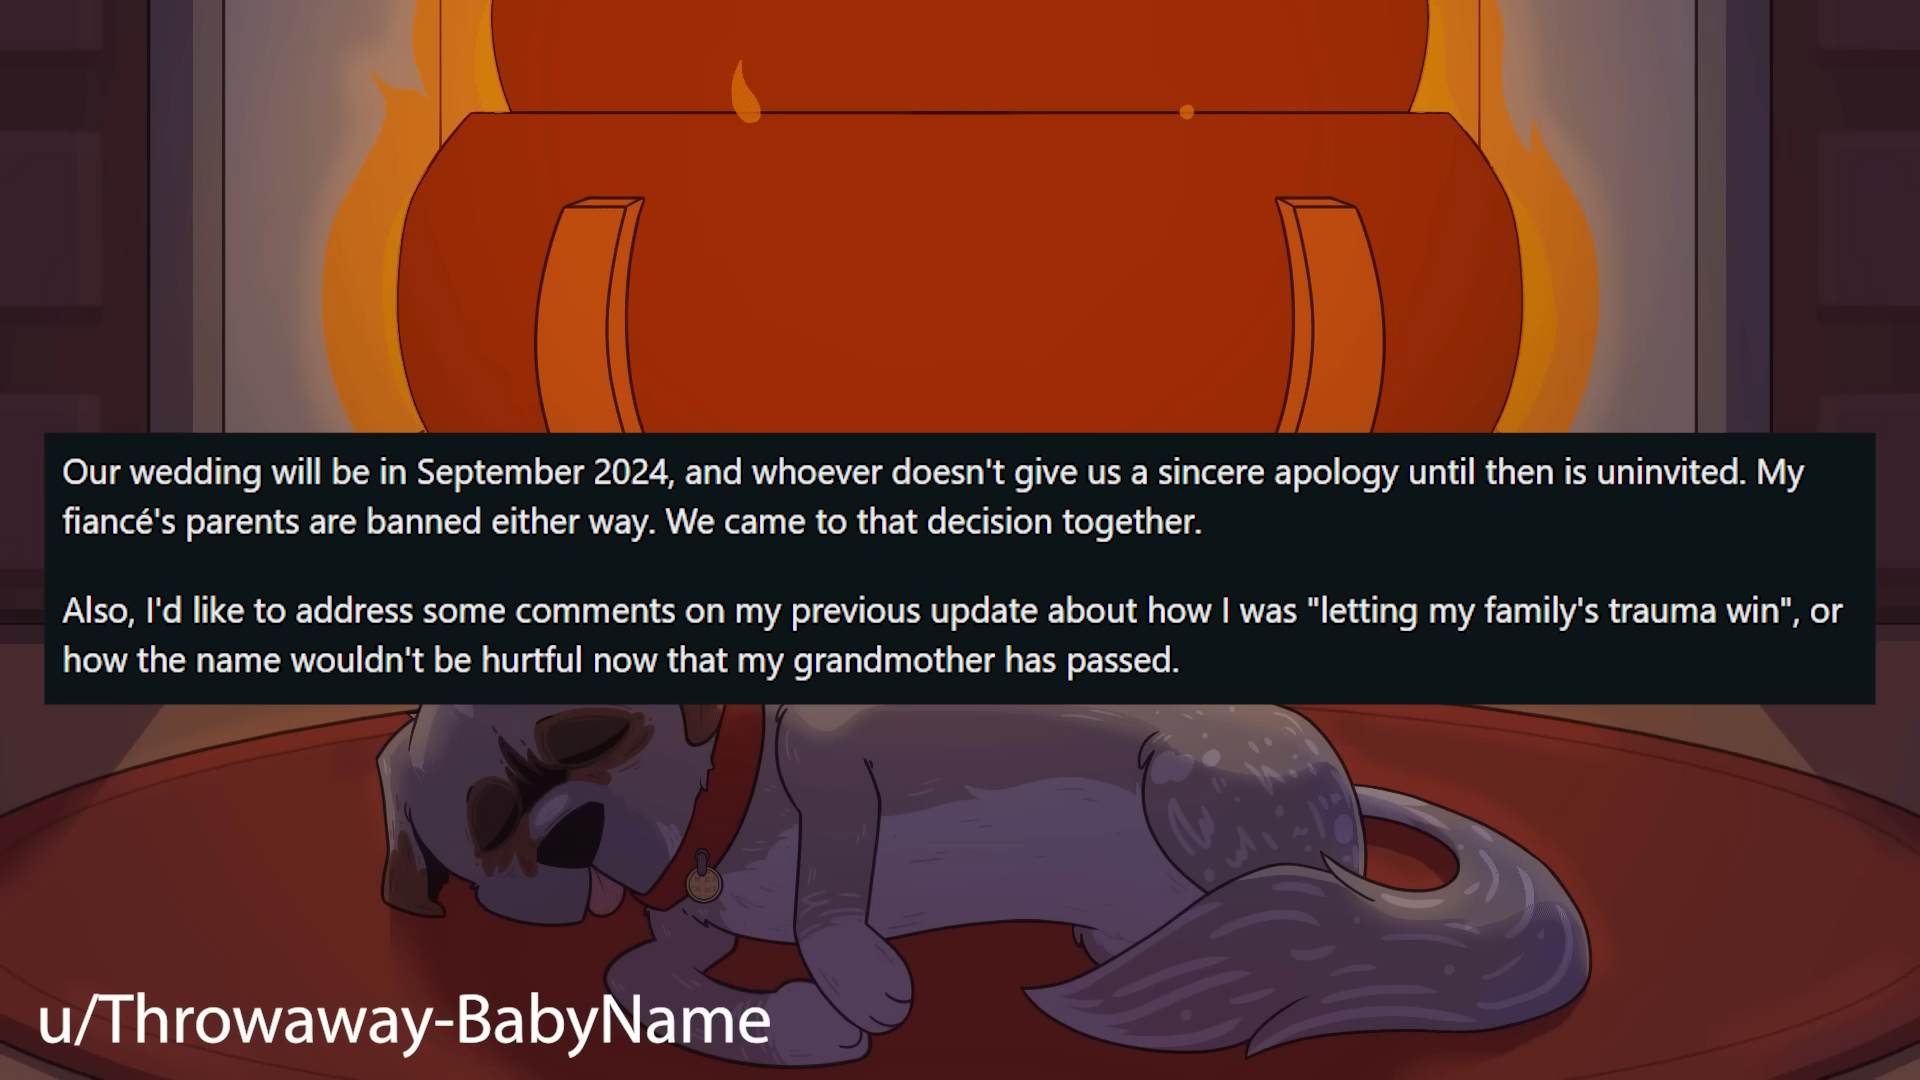 Our wedding will be in September 2024, and whoever doesn't give us a sincere apology until then is uninvited. My
fiancé's parents are banned either way. We came to that decision together.
Also, I'd like to address some comments on my previous update about how I was "letting my family's trauma win", or
how the name wouldn't be hurtful now that my grandmother has passed.
u/Throwaway-BabyName